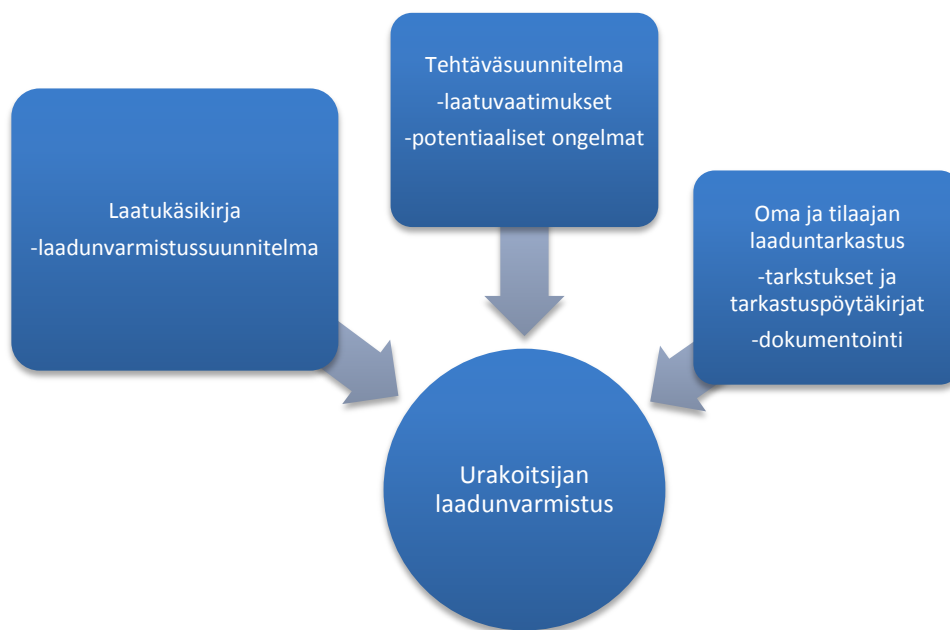 Laatukäsikirja
-laadunvarmistussuunnitelma
Tehtäväsuunnitelma
-laatuvaatimukset
-potentiaaliset ongelmat
Oma ja tilaajan
laaduntarkastus
-tarkstukset ja
tarkastuspöytäkirjat
-dokumentointi
Urakoitsijan
laadunvarmistus